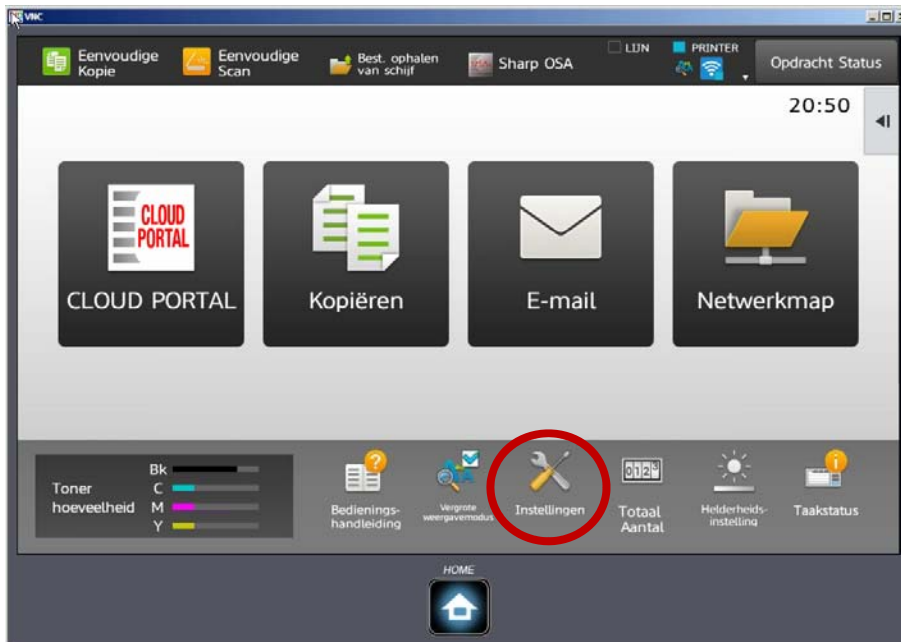 VNC
Eenvoudige
Kopie
Eenvoudige
Scan
Best. ophalen
van schijf
Sharp OSA
LIJN
PRINTER
Opdracht Status
20:50
CLOUD
PORTAL
CLOUD PORTAL
Kopiëren
E-mail
Netwerkmap
Toner
hoeveelheid
Bk
C
M
Y
Bedienings-
handleiding
Vergrote
weergavemodus
Instellingen
0123
Totaal
Aantal
Helderheids-
instelling
Taakstatus
HOME